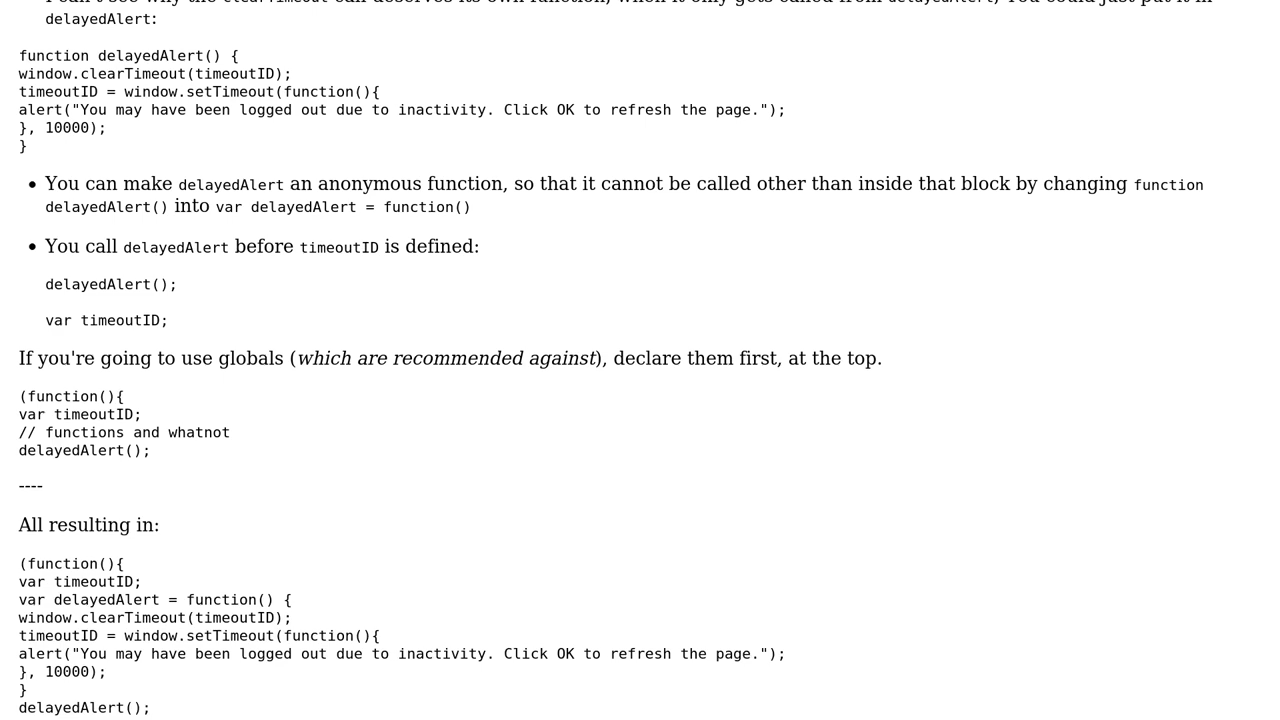 delayedAlert:
function delayedAlert() {
window.clearTimeout(timeoutID);
timeoutID = window.setTimeout(function(){
alert("You may have been logged out due to inactivity. Click OK to refresh the page.");
}, 10000);
}
• You can make delayedAlert an anonymous function, so that it cannot be called other than inside that block by changing function
delayedAlert() into var delayedAlert = function()
• You call delayedAlert before timeoutID is defined:
delayedAlert();
var timeoutID;
If you're going to use globals (which are recommended against), declare them first, at the top.
(function(){
var timeoutID;
// functions and whatnot
delayedAlert();
----
All resulting in:
(function(){
var timeoutID;
var delayedAlert = function() {
window.clearTimeout(timeoutID);
timeoutID = window.setTimeout(function(){
alert("You may have been logged out due to inactivity. Click OK to refresh the page.");
}, 10000);
}
delayedAlert();